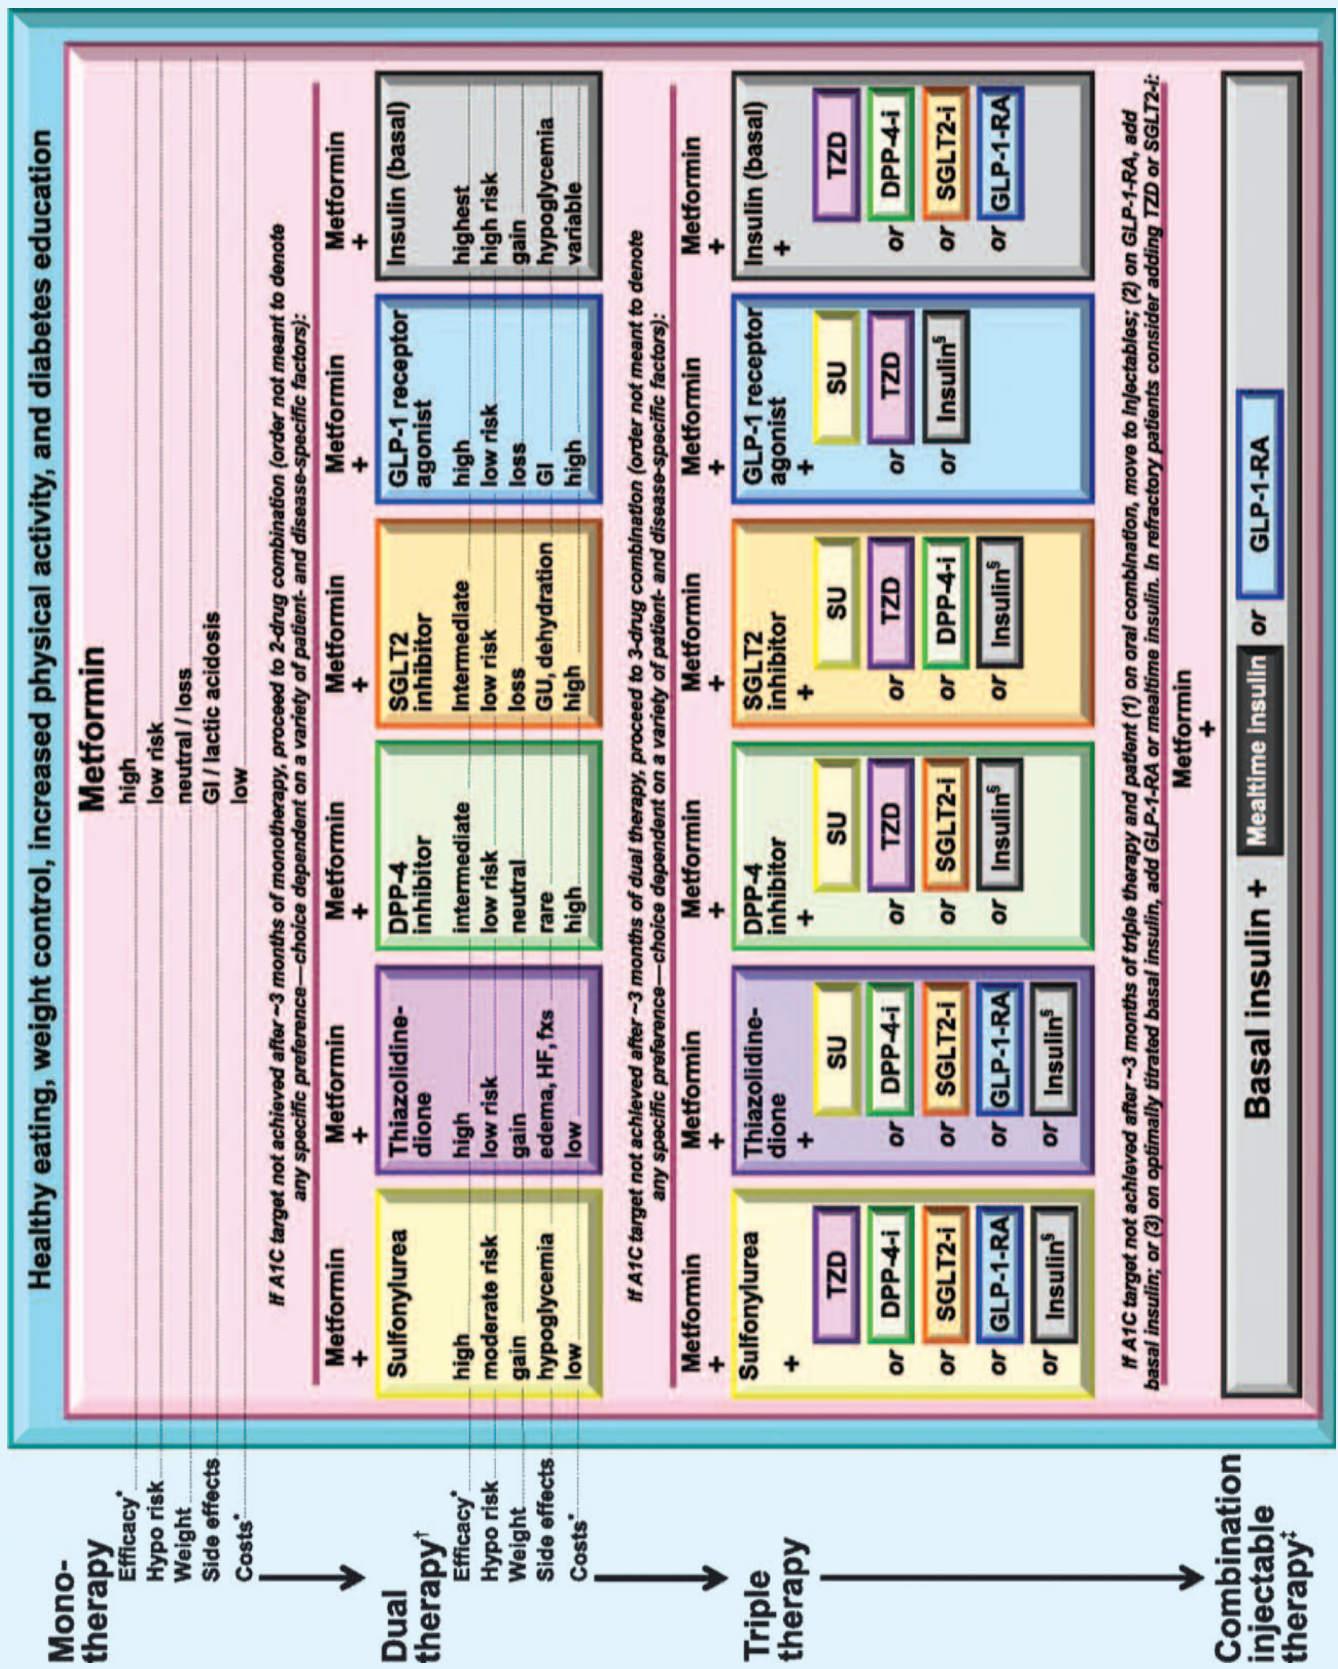 Healthy eating, weight control, increased physical activity, and diabetes education
Mono-
therapy
Metformin
Efficacy* high
Hypo risk low risk
Weight neutral / loss
Side effects GI / lactic acidosis
Costs* low
If A1C target not achieved after ~3 months of monotherapy, proceed to 2-drug combination (order not meant to denote
any specific preference—choice dependent on a variety of patient- and disease-specific factors):
Dual
therapy†
Efficacy*
Hypo risk
Weight
Side effects
Costs*
Metformin
+
Sulfonylurea
high
moderate risk
gain
hypoglycemia
low
Metformin
+
Thiazolidine-
dione
high
low risk
gain
edema, HF, fxs
low
Metformin
+
DPP-4
inhibitor
intermediate
low risk
neutral
rare
high
Metformin
+
SGLT2
inhibitor
Intermediate
low risk
loss
GU, dehydration
high
Metformin
+
GLP-1 receptor
agonist
high
low risk
loss
GI
high
Metformin
+
Insulin (basal)
highest
high risk
gain
hypoglycemia
variable
If A1C target not achieved after ~3 months of dual therapy, proceed to 3-drug combination (order not meant to denote
any specific preference—choice dependent on a variety of patient- and disease-specific factors):
Triple
therapy
Metformin
+
Sulfonylurea
+
TZD
or DPP-4-i
or SGLT2-i
or GLP-1-RA
or Insulin§
Metformin
+
Thiazolidine-
dione
+
SU
or DPP-4-i
or SGLT2-i
or GLP-1-RA
or Insulin§
Metformin
+
DPP-4
inhibitor
+
SU
or TZD
or SGLT2-i
or Insulin§
Metformin
+
SGLT2
inhibitor
+
SU
or TZD
or DPP-4-i
or Insulin§
Metformin
+
GLP-1 receptor
agonist
+
SU
or TZD
or Insulin§
Metformin
+
Insulin (basal)
+
TZD
or DPP-4-i
or SGLT2-i
or GLP-1-RA
If A1C target not achieved after ~3 months of triple therapy and patient (1) on oral combination, move to injectables; (2) on GLP-1-RA, add
basal insulin; or (3) on optimally titrated basal insulin, add GLP-1-RA or mealtime insulin. In refractory patients consider adding TZD or SGLT2-i:
Metformin
+
Combination
injectable
therapy‡
Basal insulin + Mealtime insulin or GLP-1-RA